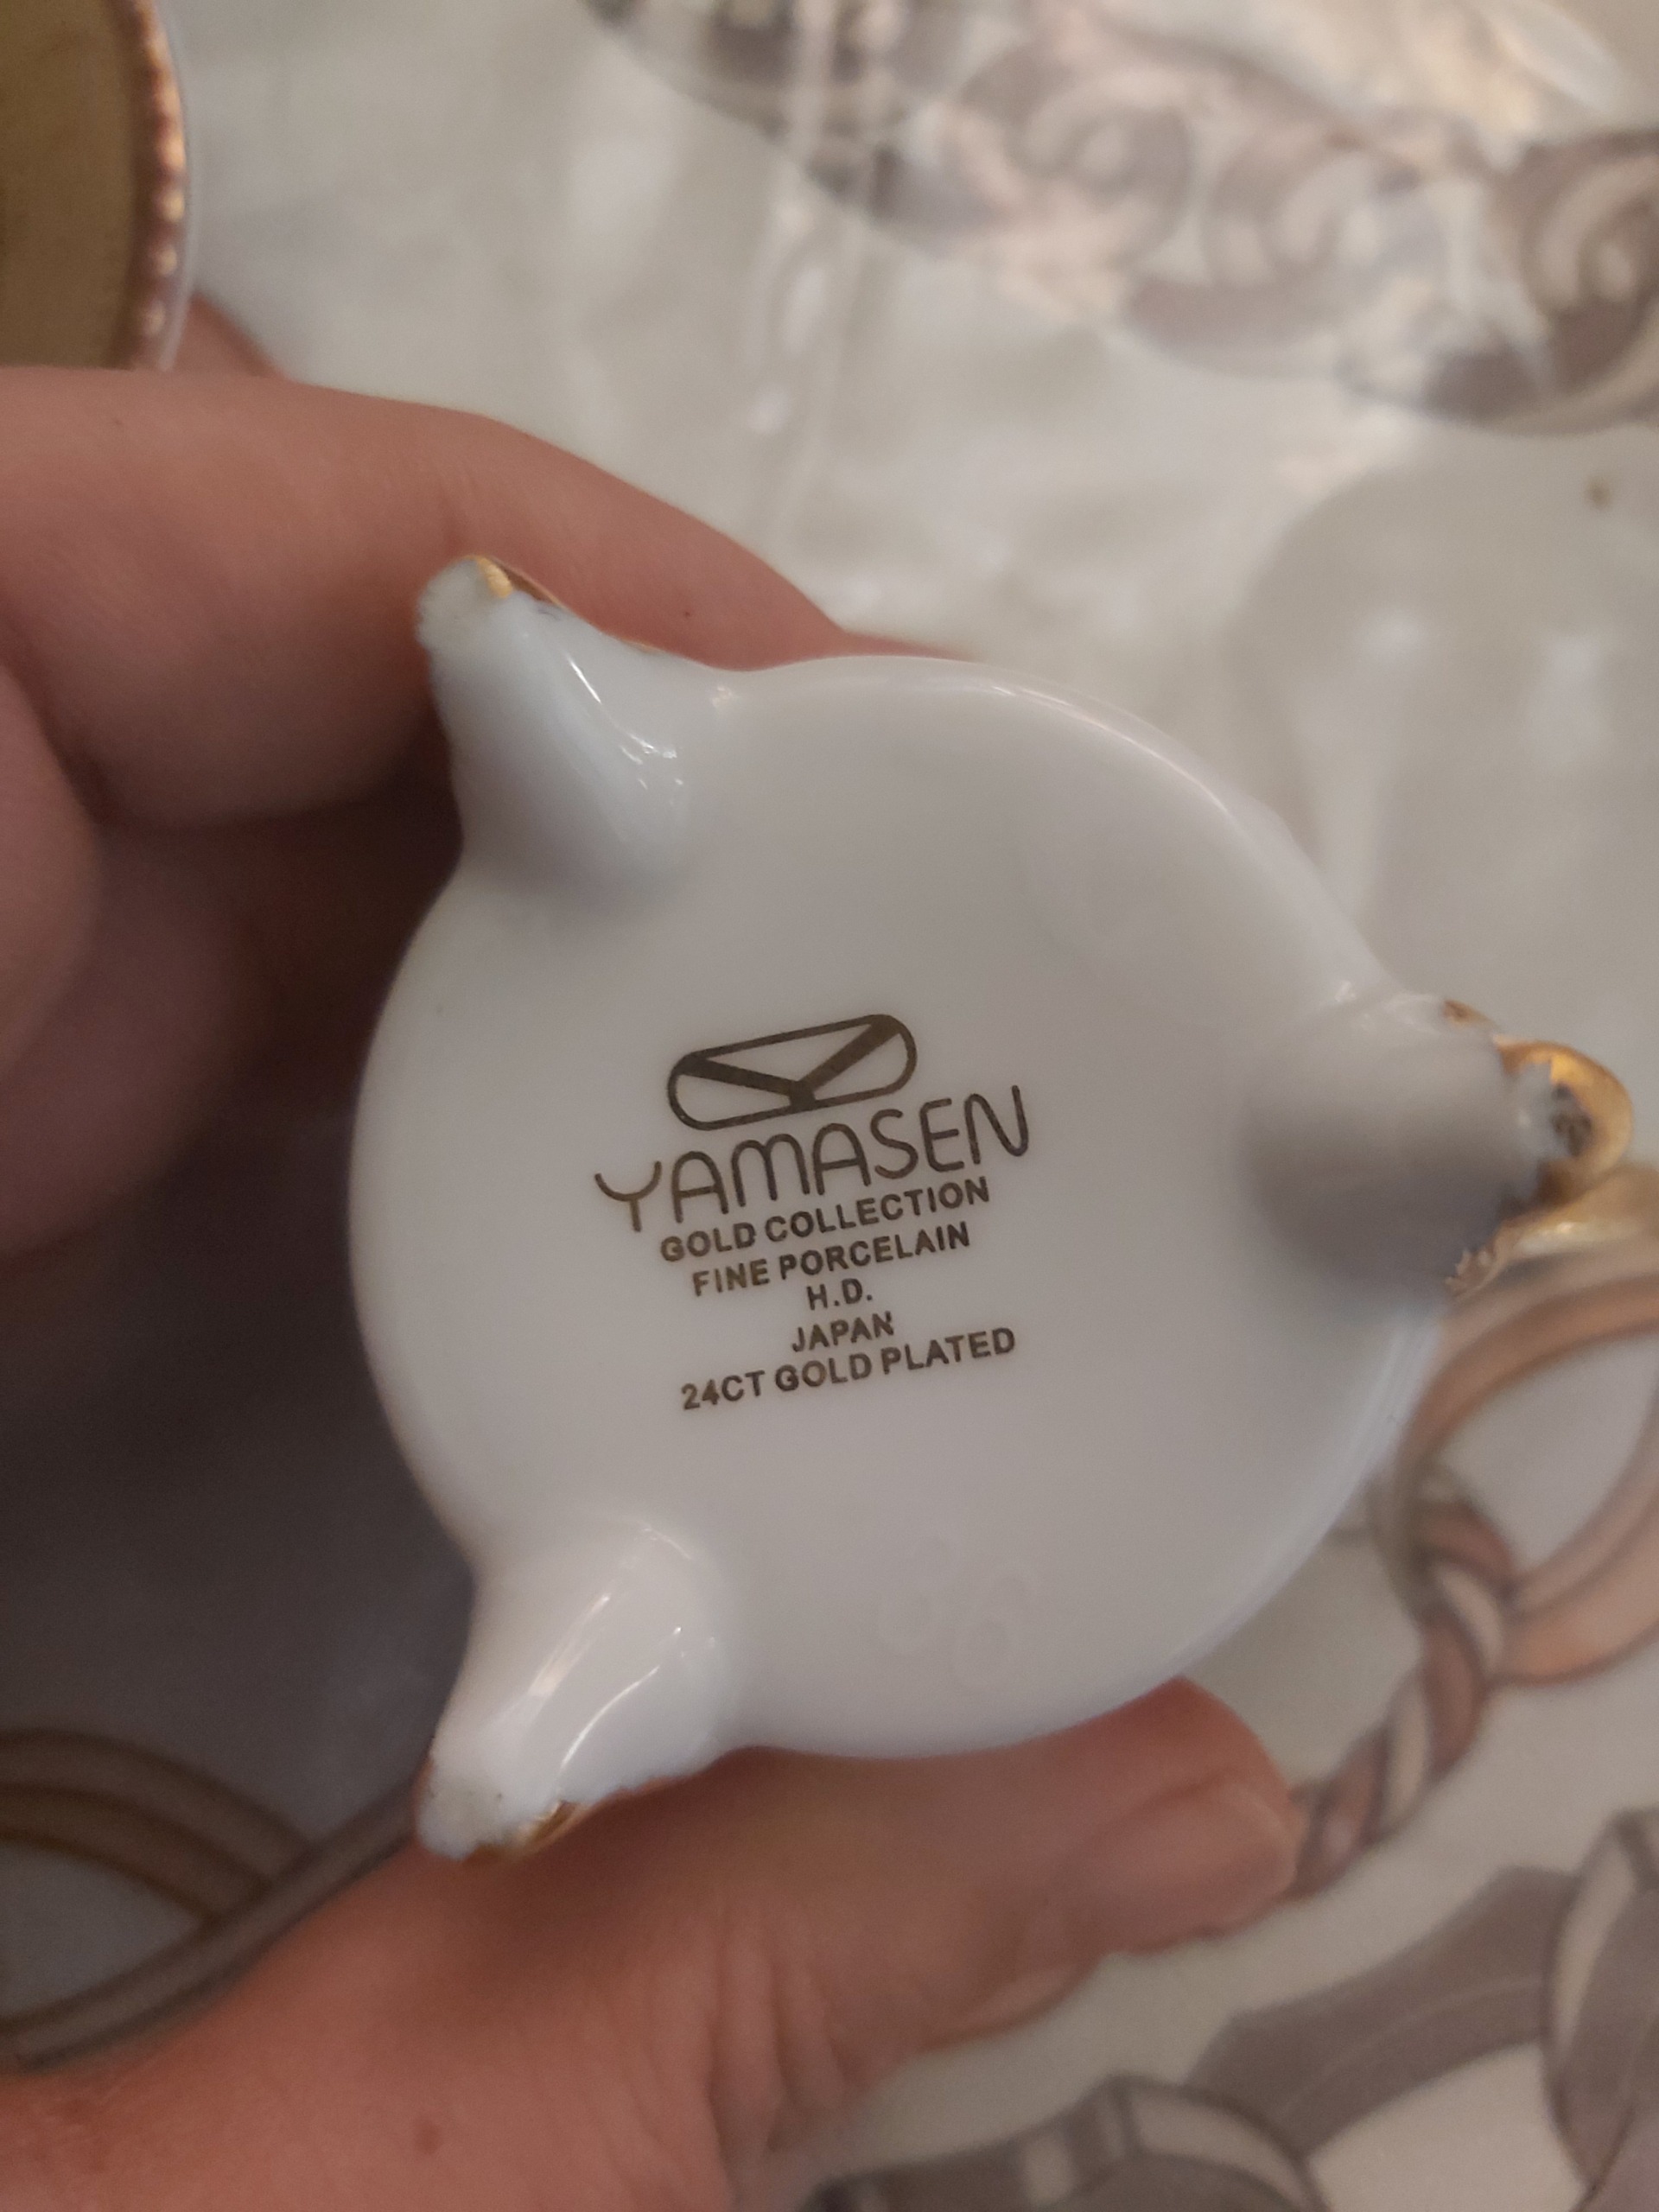 YAMASEN
GOLD COLLECTION
FINE PORCELAIN
H.D.
JAPAN
24CT GOLD PLATED